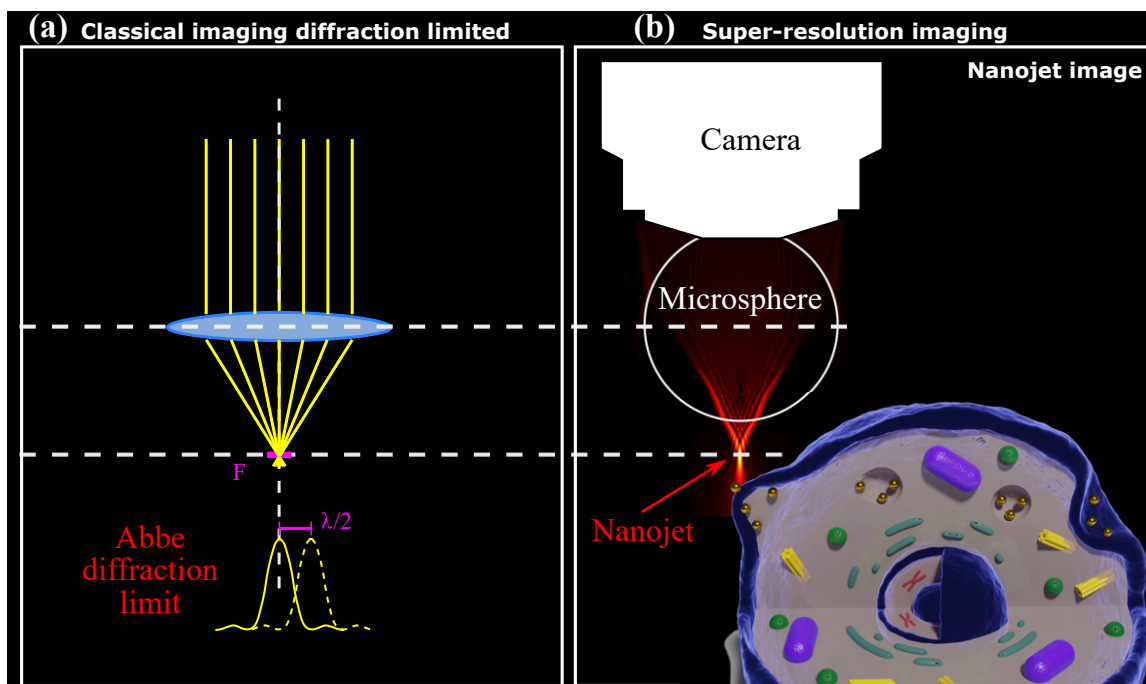 (a) Classical imaging diffraction limited
F
λ/2
Abbe
diffraction
limit
(b) Super-resolution imaging
Nanojet image
Camera
Microsphere
Nanojet